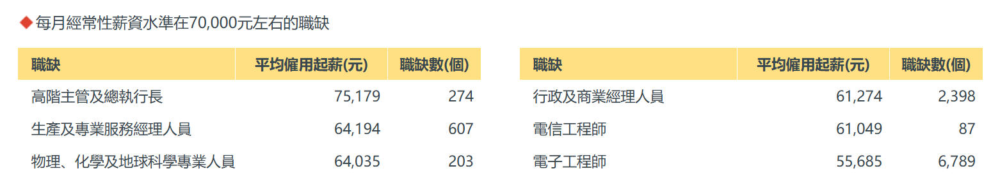 每月經常性薪資水準在70,000元左右的職缺
職缺 平均僱用起薪(元) 職缺數(個)
高階主管及總執行長 75,179 274
生產及專業服務經理人員 64,194 607
物理、化學及地球科學專業人員 64,035 203
職缺 平均僱用起薪(元) 職缺數(個)
行政及商業經理人員 61,274 2,398
電信工程師 61,049 87
電子工程師 55,685 6,789